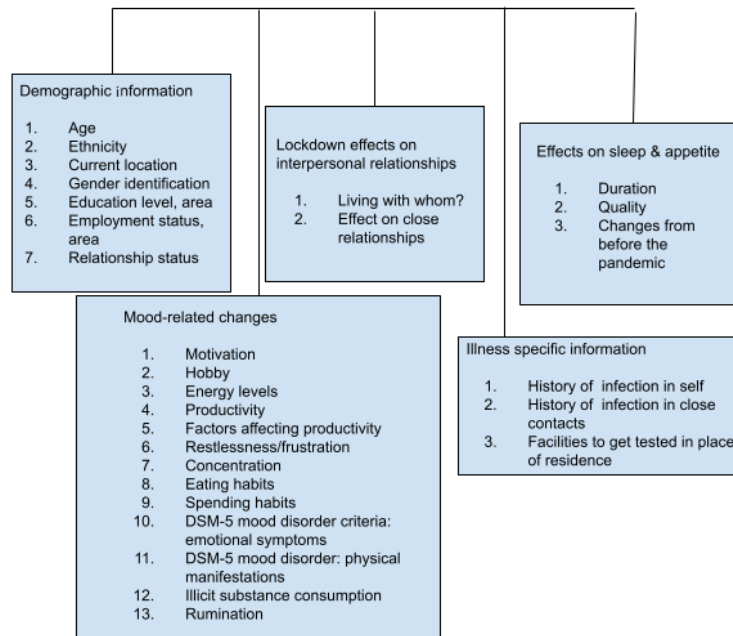 Demographic information
1. Age
2. Ethnicity
3. Current location
4. Gender identification
5. Education level, area
6. Employment status,
area
7. Relationship status
Lockdown effects on
interpersonal relationships
1. Living with whom?
2. Effect on close
relationships
Effects on sleep & appetite
1. Duration
2. Quality
3. Changes from
before the
pandemic
Mood-related changes
1. Motivation
2. Hobby
3. Energy levels
4. Productivity
5. Factors affecting productivity
6. Restlessness/frustration
7. Concentration
8. Eating habits
9. Spending habits
10. DSM-5 mood disorder criteria:
emotional symptoms
11. DSM-5 mood disorder: physical
manifestations
12. Illicit substance consumption
13. Rumination
Illness specific information
1. History of infection in self
2. History of infection in close
contacts
3. Facilities to get tested in place
of residence